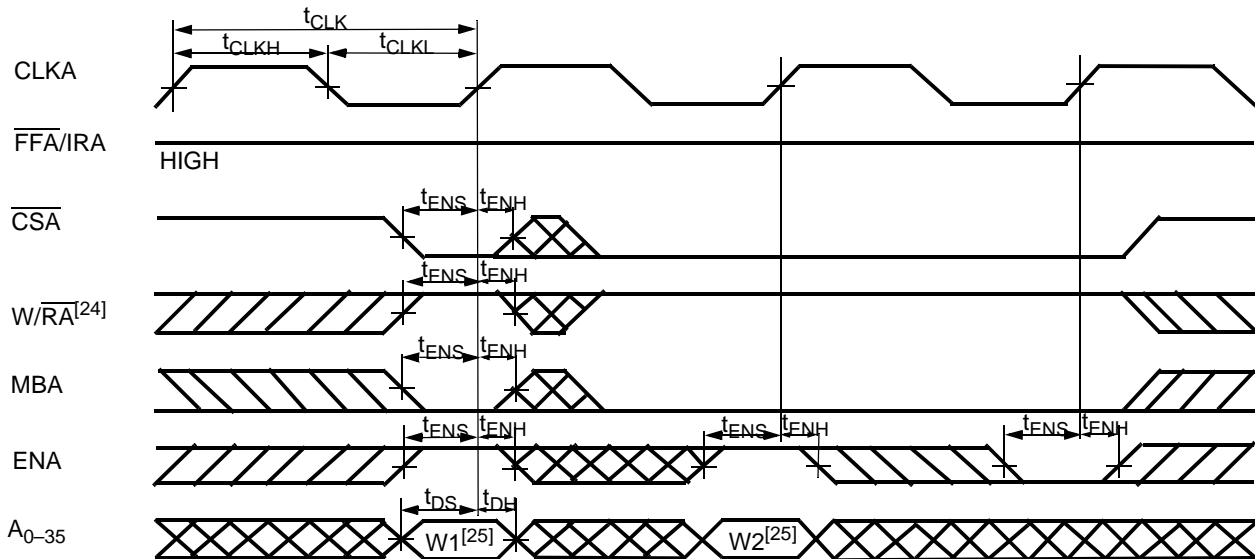 tCLK
tCLKH tCLKL
CLKA
FFA/IRA
HIGH
tENS tENH
CSA
tENS tENH
W/RA[24]
tENS tENH
MBA
tENS tENH tENS tENH tENS tENH
ENA
tDS tDH
A0–35 W1[25] W2[25]